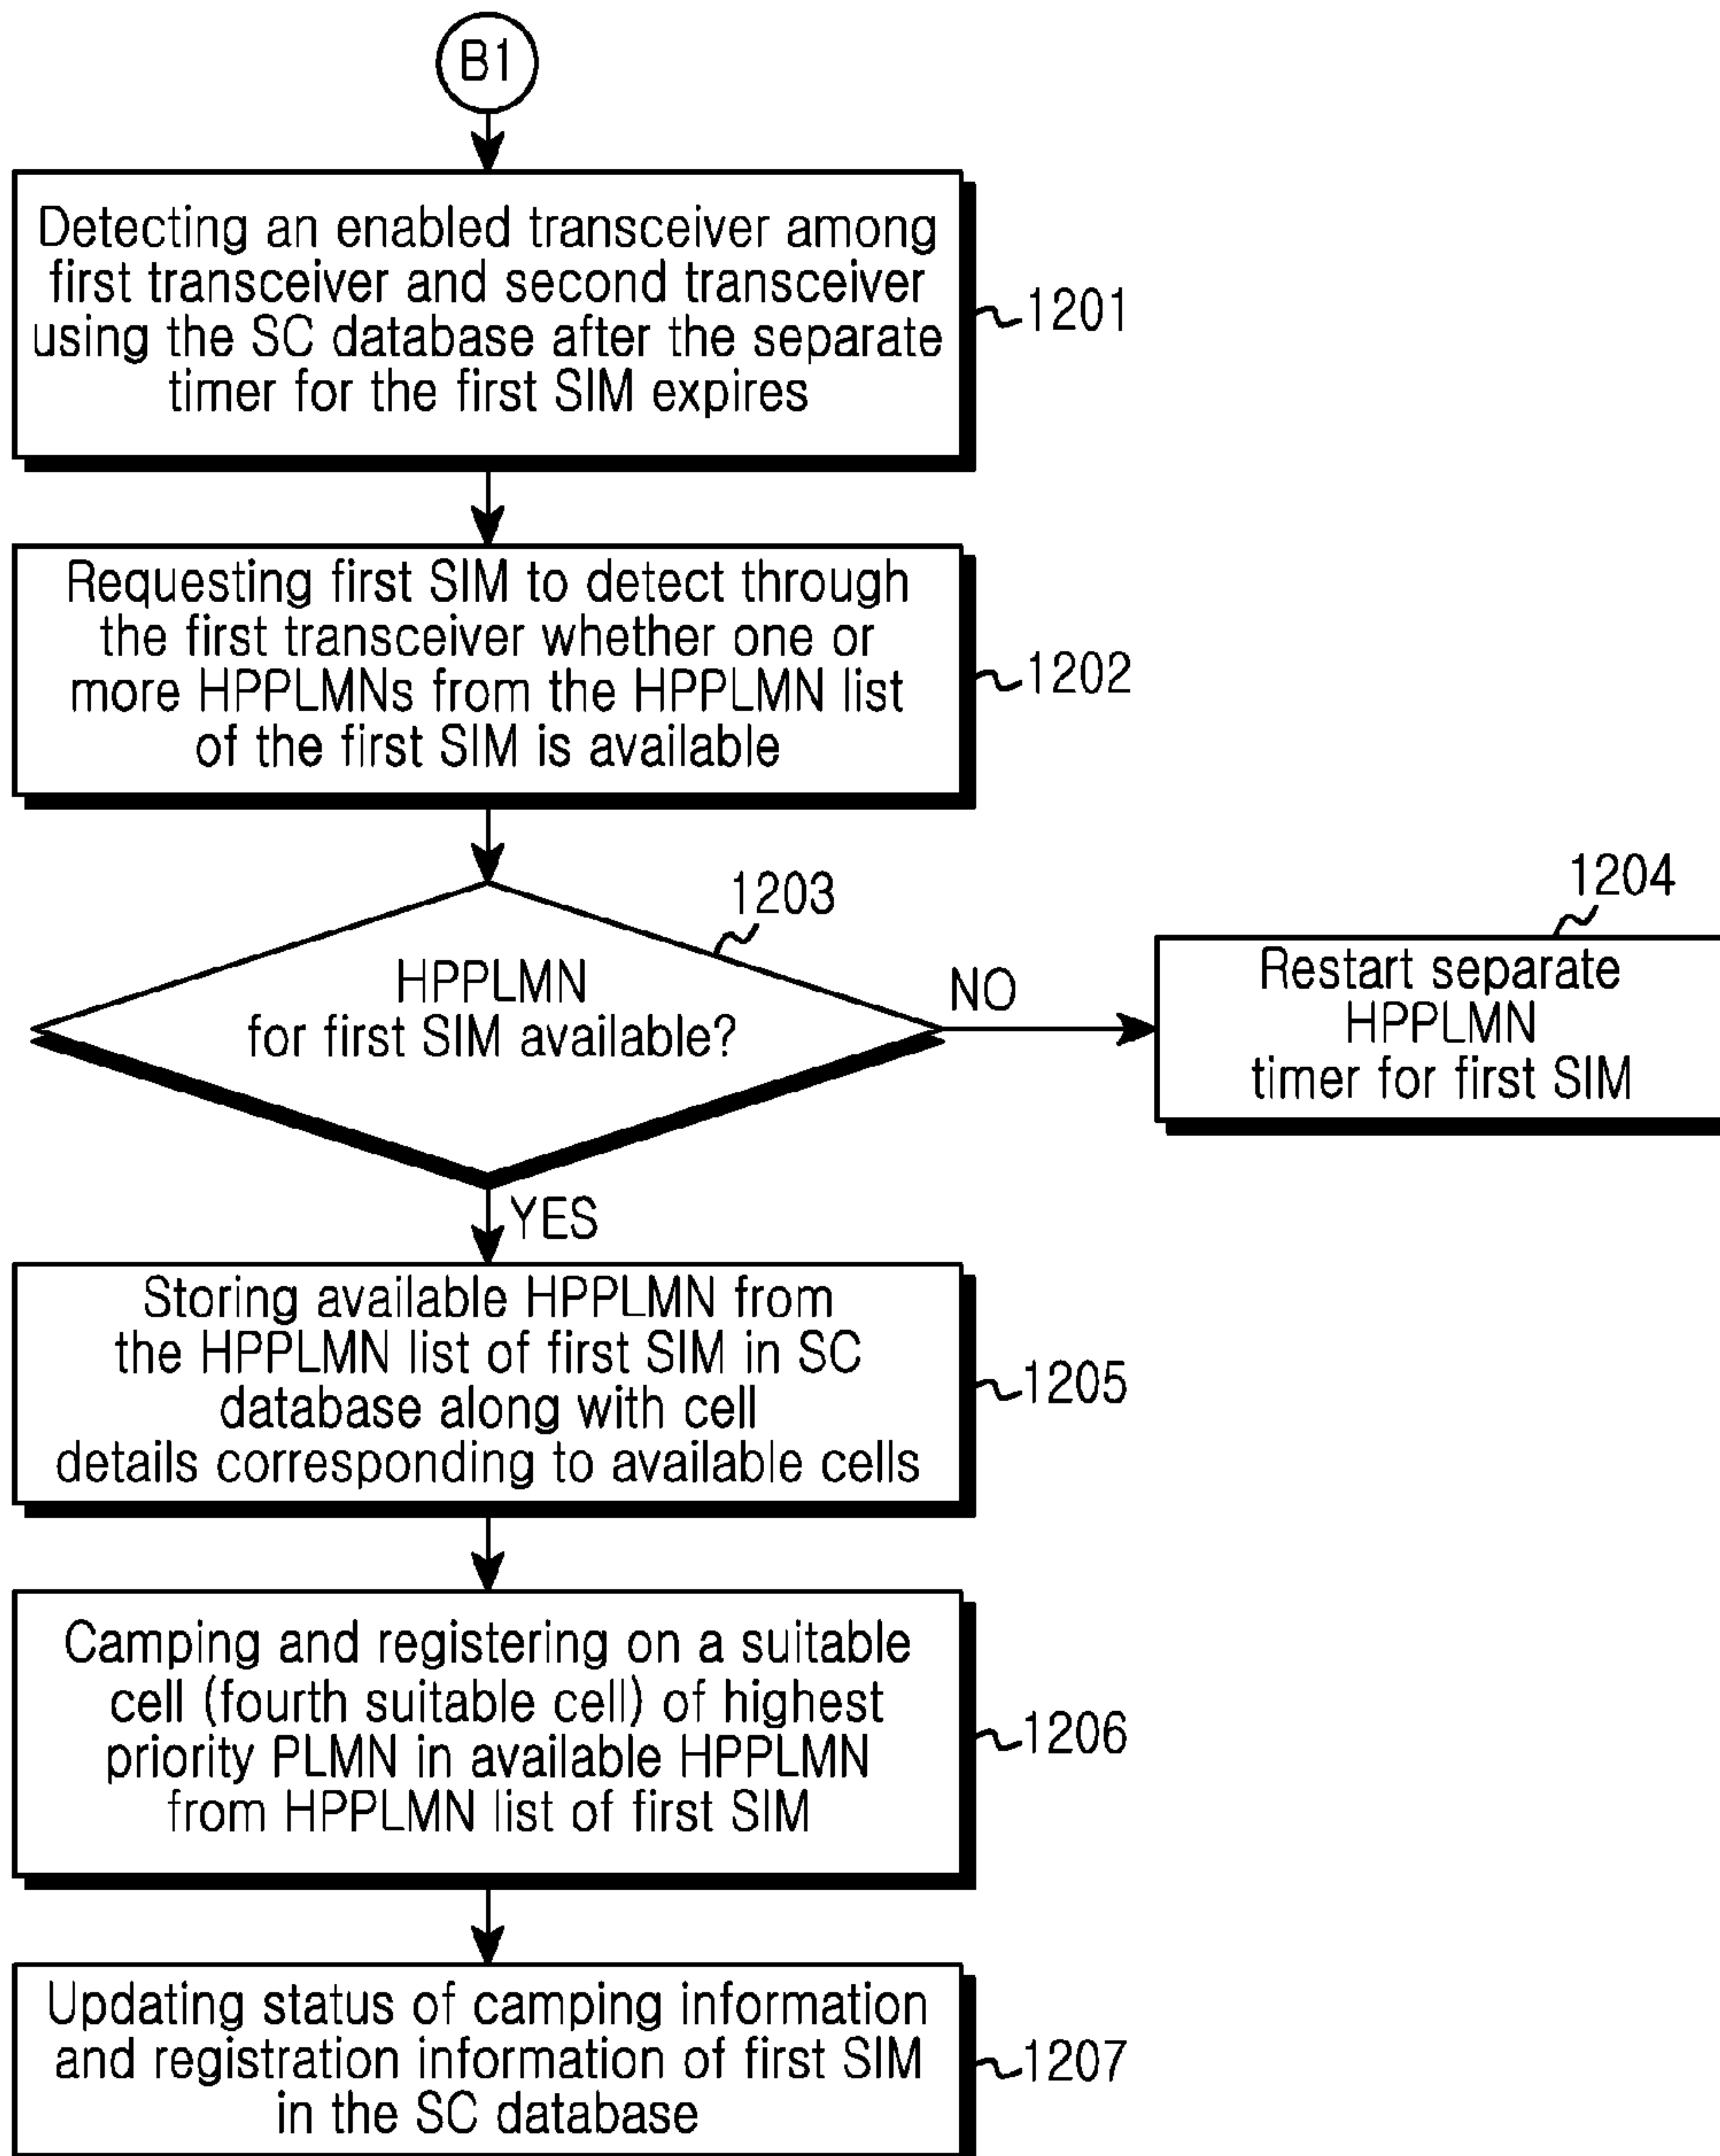 B1
Detecting an enabled transceiver among
first transceiver and second transceiver
using the SC database after the separate
timer for the first SIM expires
1201
Requesting first SIM to detect through
the first transceiver whether one or
more HPPLMNs from the HPPLMN list
of the first SIM is available
1202
1203
HPPLMN
for first SIM available?
NO
1204
Restart separate
HPPLMN
timer for first SIM
YES
Storing available HPPLMN from
the HPPLMN list of first SIM in SC
database along with cell
details corresponding to available cells
1205
Camping and registering on a suitable
cell (fourth suitable cell) of highest
priority PLMN in available HPPLMN
from HPPLMN list of first SIM
1206
Updating status of camping information
and registration information of first SIM
in the SC database
1207